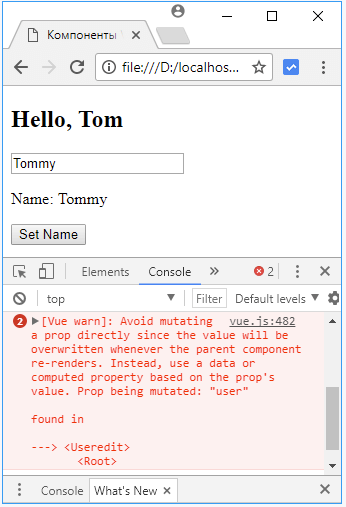 Компоненты
file:///D:/localhos...
Hello, Tom
Tommy
Name: Tommy
Set Name
Elements Console » 2
top Filter Default levels ▼
2 ▶[Vue warn]: Avoid mutating vue.js:482
a prop directly since the value will be
overwritten whenever the parent component
re-renders. Instead, use a data or
computed property based on the prop's
value. Prop being mutated: "user"
found in
---> <Useredit>
<Root>
Console What's New